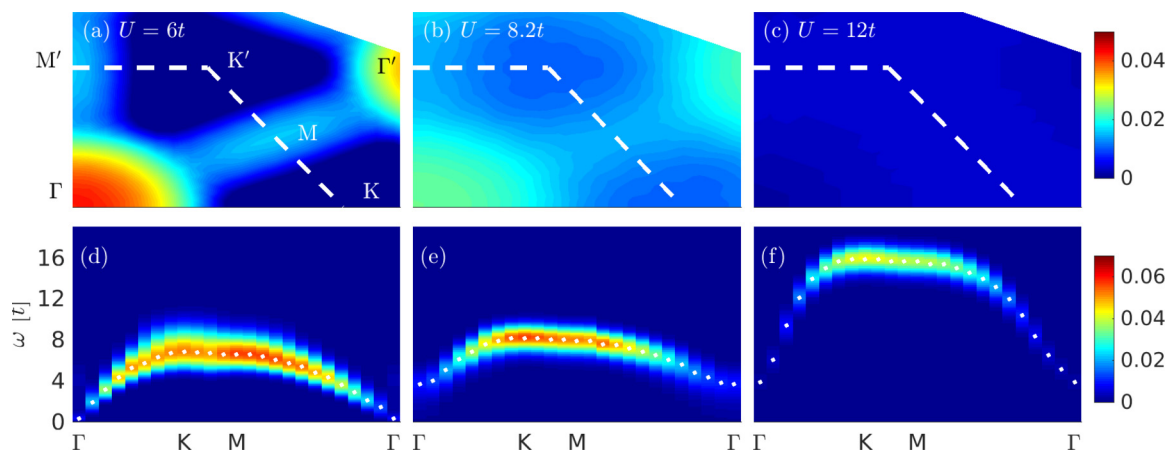 (a) U = 6t
(b) U = 8.2t
(c) U = 12t
M′
K′
Γ′
M
Γ
K
0.04
0.02
0
(d)
(e)
(f)
ω [t]
16
12
8
4
0
Γ K M Γ
Γ K M Γ
Γ K M Γ
0.06
0.04
0.02
0